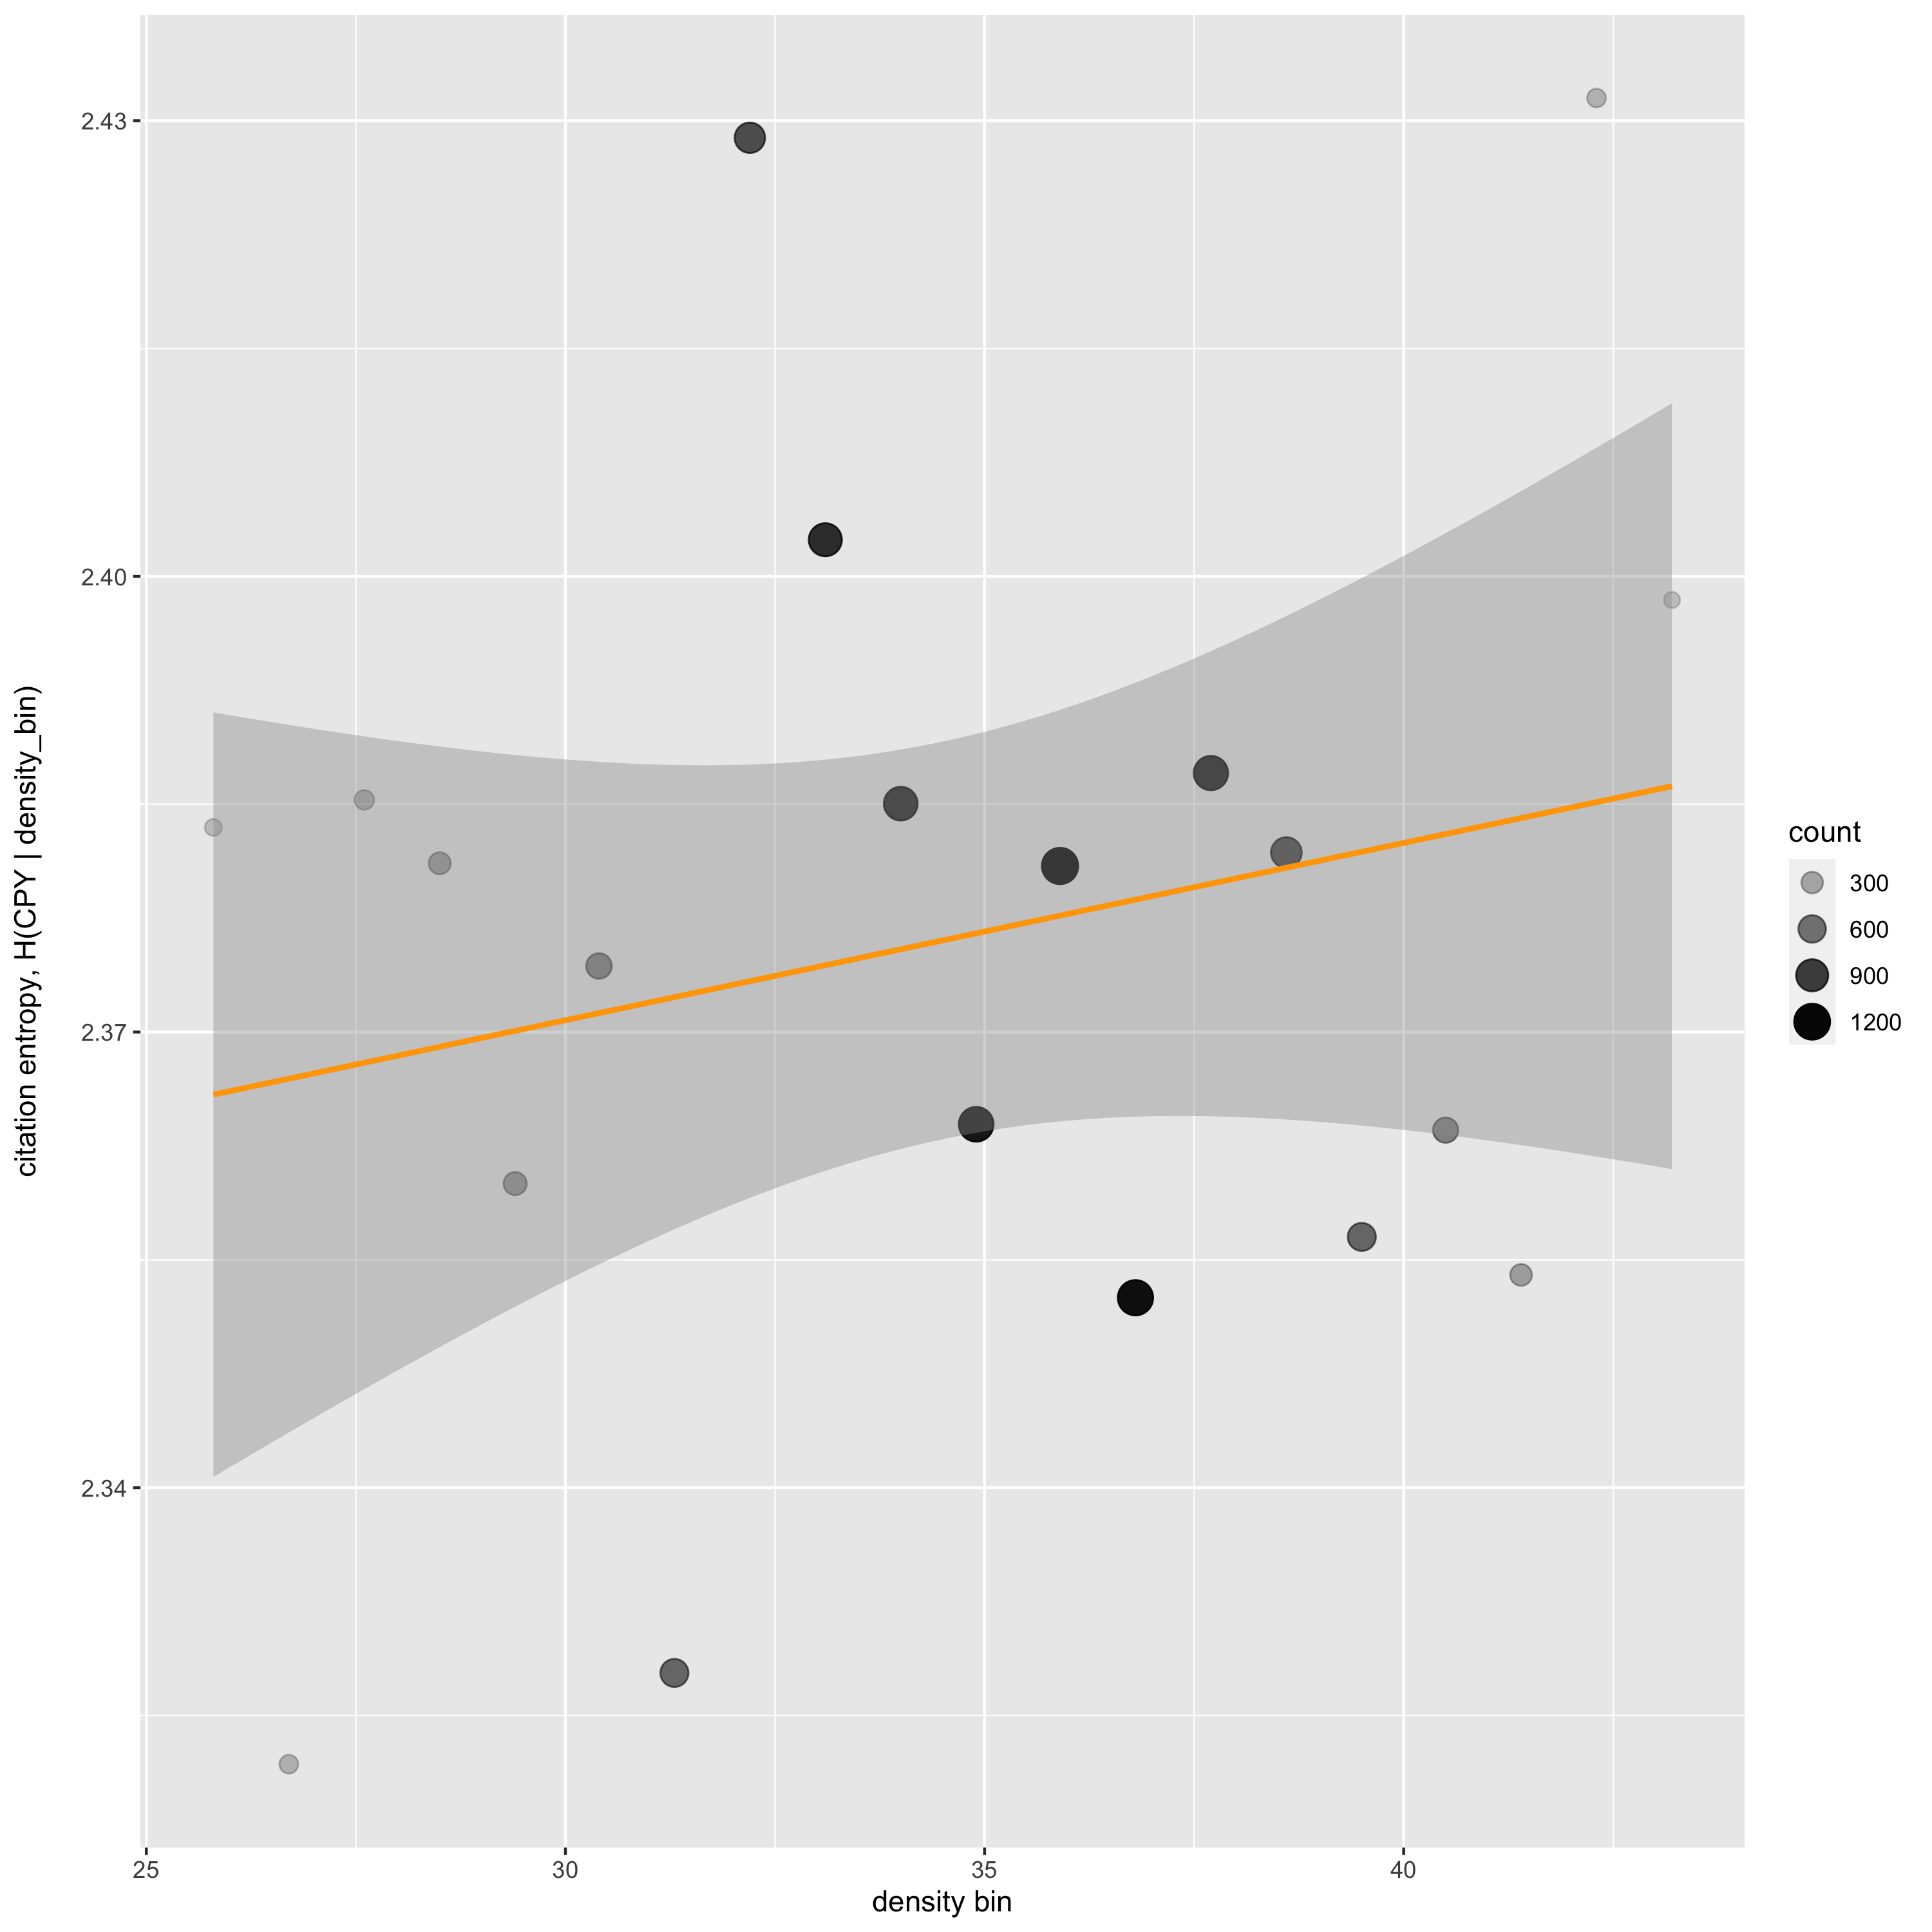 citation entropy, H(CPY | density_bin)
2.43
2.40
2.37
2.34
25 30 35 40
density bin
count
300
600
900
1200